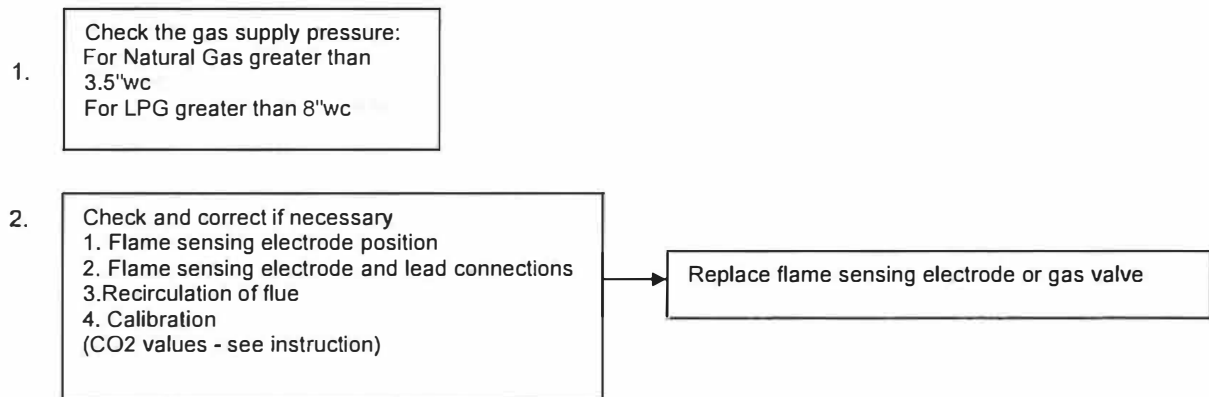 1.
Check the gas supply pressure:
For Natural Gas greater than
3.5"wc
For LPG greater than 8"wc
2.
Check and correct if necessary
1. Flame sensing electrode position
2. Flame sensing electrode and lead connections
3.Recirculation of flue
4. Calibration
(CO2 values - see instruction)
Replace flame sensing electrode or gas valve